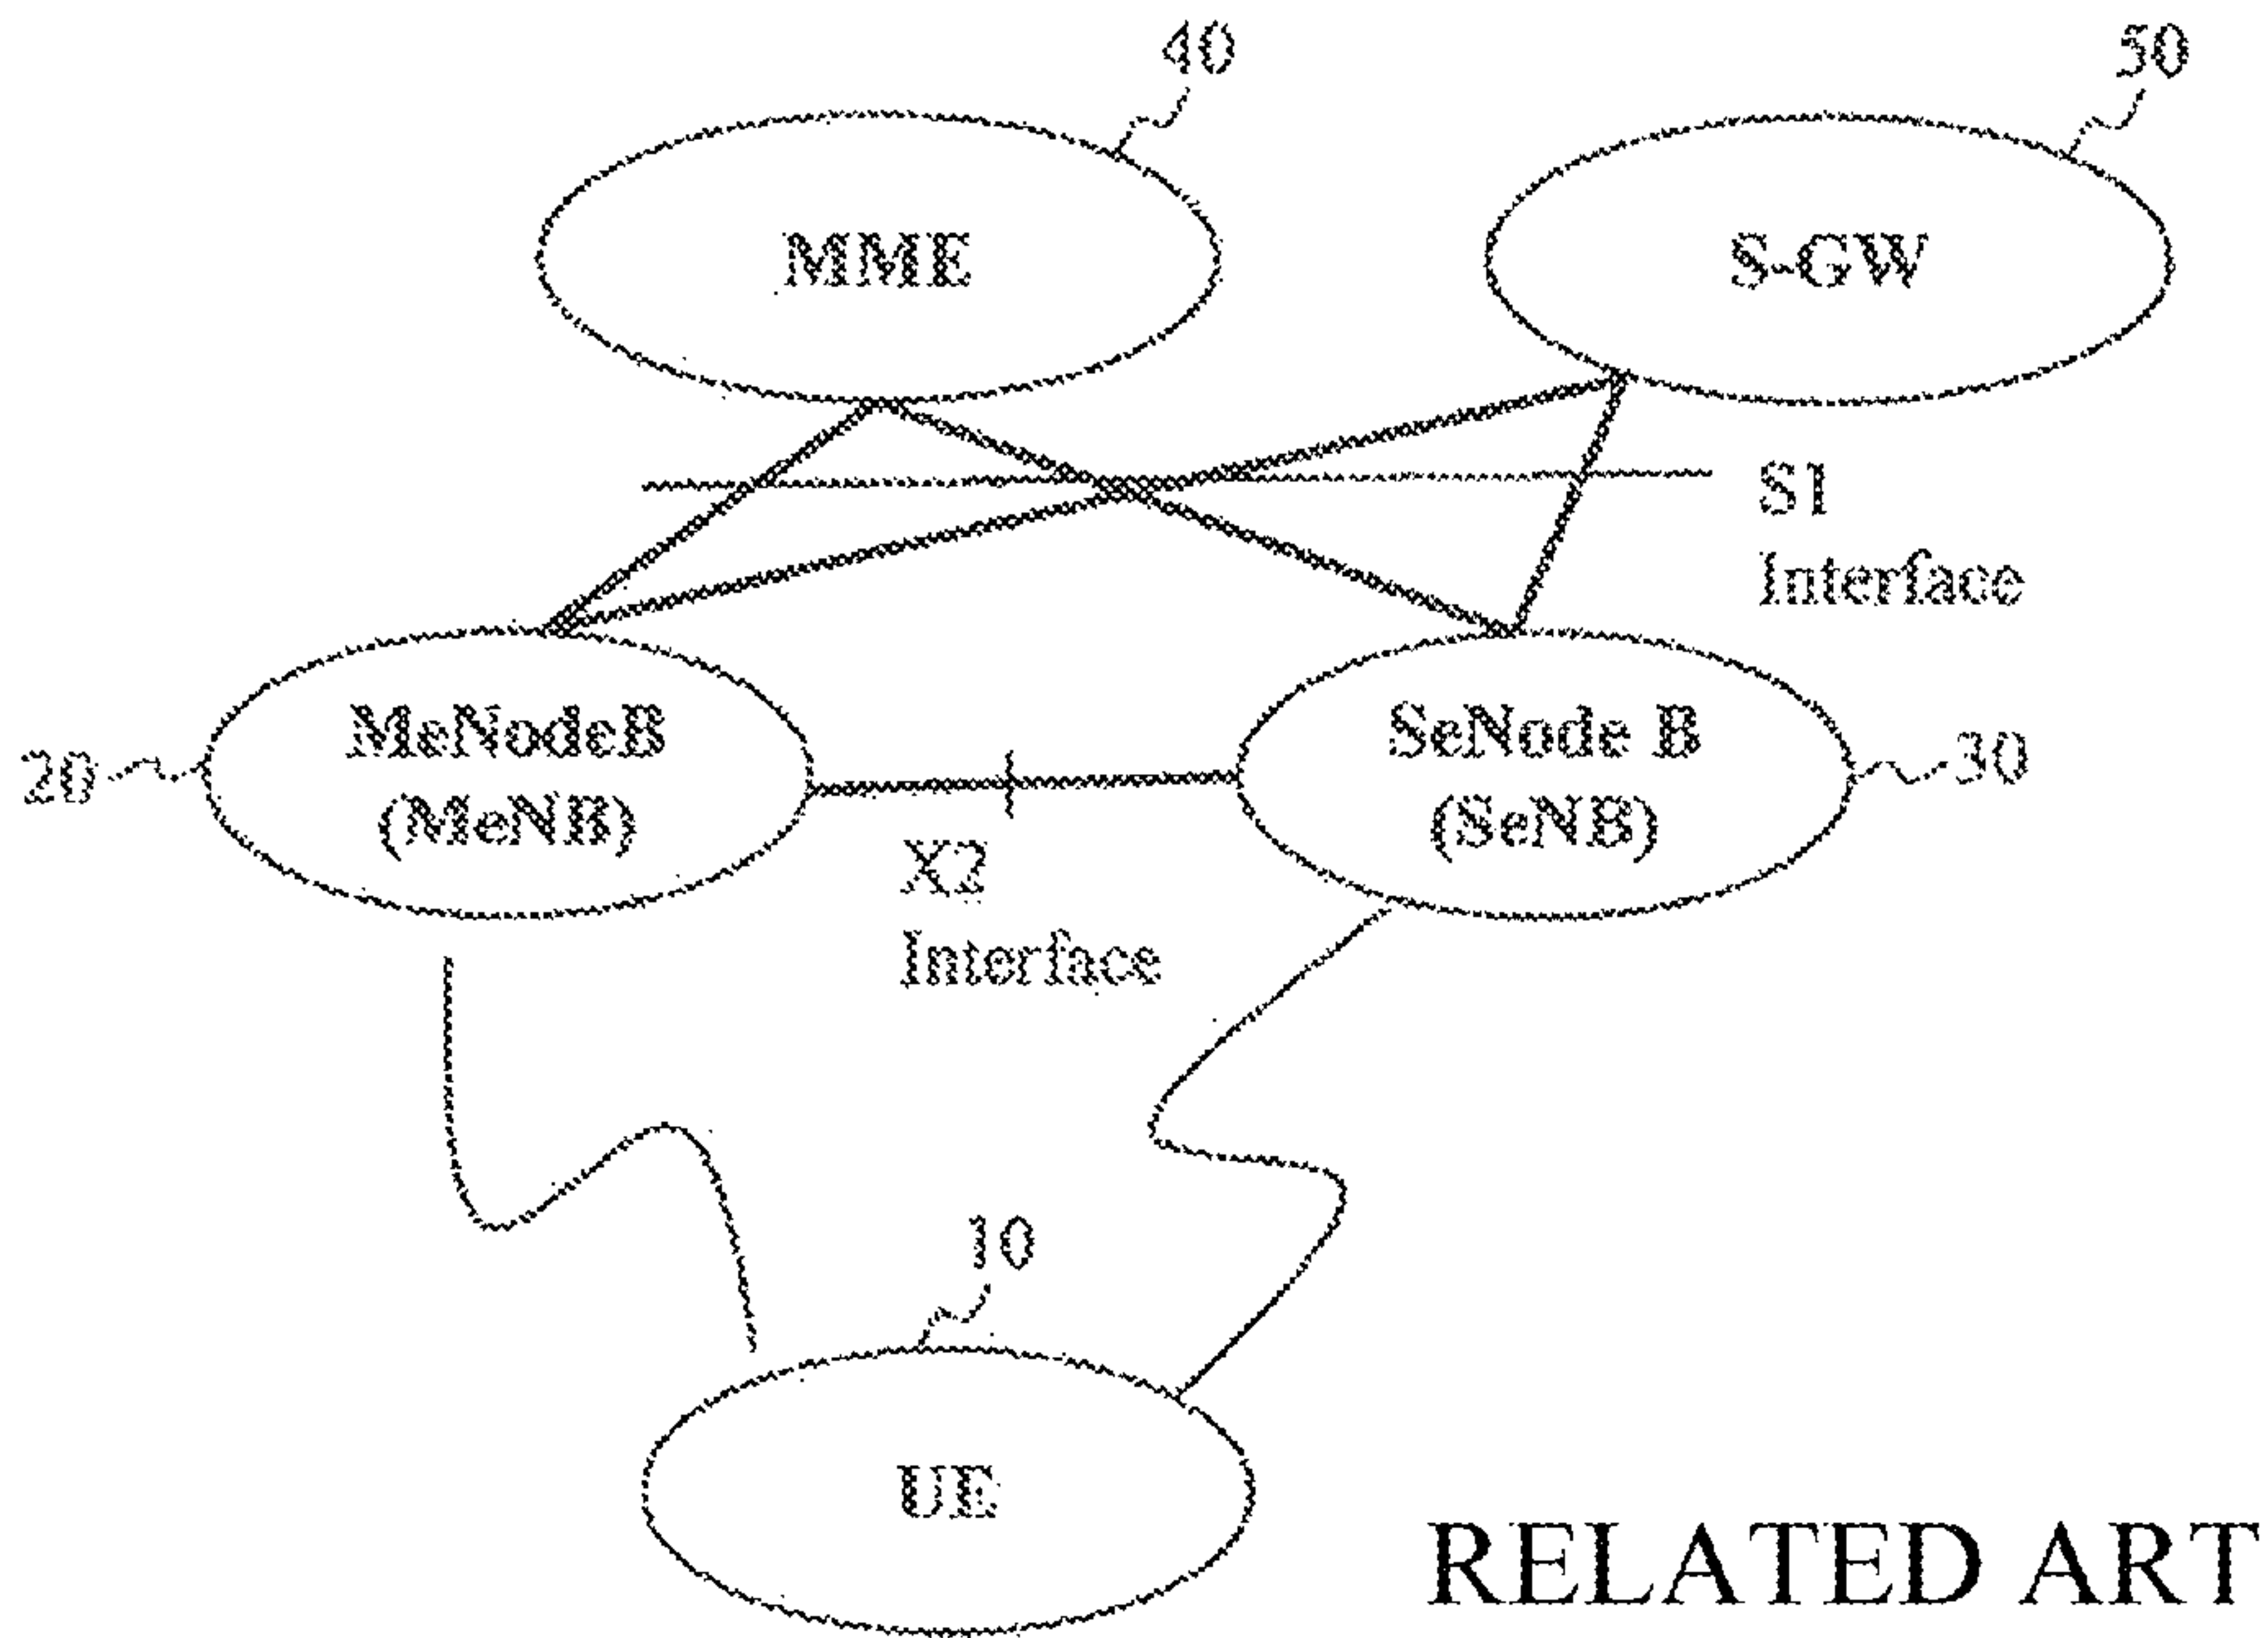 40
50
MME
S-GW
S1
Interface
MeNodeB
(MeNB)
SeNode B
(SeNB)
20
30
X2
Interface
10
UE
RELATED ART